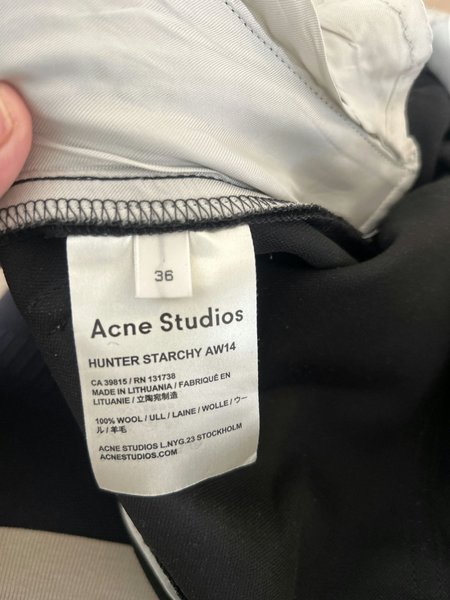 36
Acne Studios
HUNTER STARCHY AW14
CA 39815 / RN 131738
MADE IN LITHUANIA / FABRIQUÉ EN
LITUANIE / 立陶宛制造
100% WOOL / ULL / LAINE / WOLLE / ウー
ル / 羊毛
ACNE STUDIOS L.NYG.23 STOCKHOLM
ACNESTUDIOS.COM